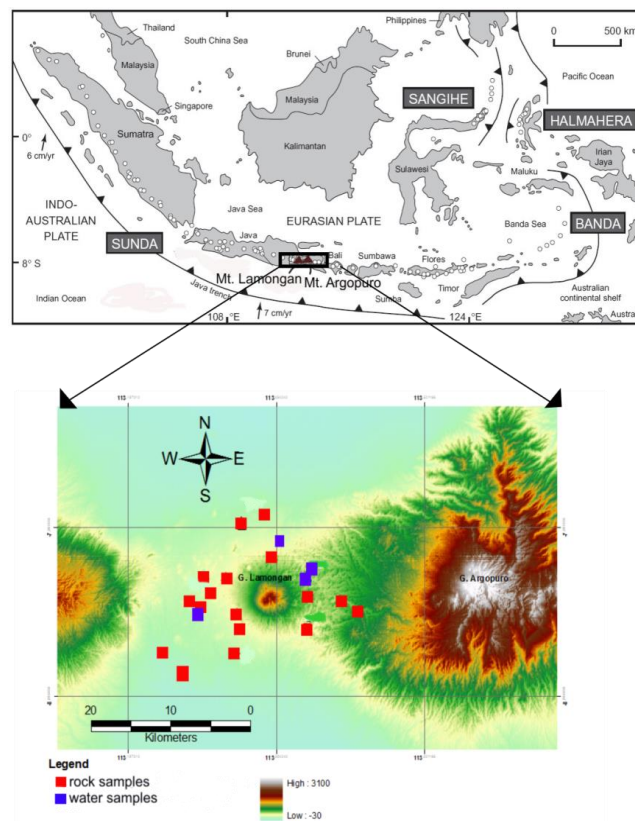 Thailand
Malaysia
South China Sea
Philippines
0 500 km
Brunei
Pacific Ocean
SANGIHE
Malaysia
Singapore
HALMAHERA
Sumatra
Kalimantan
0°
6 cm/yr
Irian
Jaya
Sulawesi
Maluku
INDO-
AUSTRALIAN
PLATE
Java Sea
EURASIAN PLATE
Banda Sea
SUNDA
Java
BANDA
Bali
Sumbawa
Flores
8° S
Mt. Lamongan
Mt. Argopuro
Timor
Sumba
Java trench
Indian Ocean
Australian
continental shelf
108 °E
7 cm/yr
124 °E
Austra
N
W E
S
G. Lamongan
G. Argopuro
20 10 0
Kilometers
Legend
rock samples
water samples
High : 3100
Low : -30